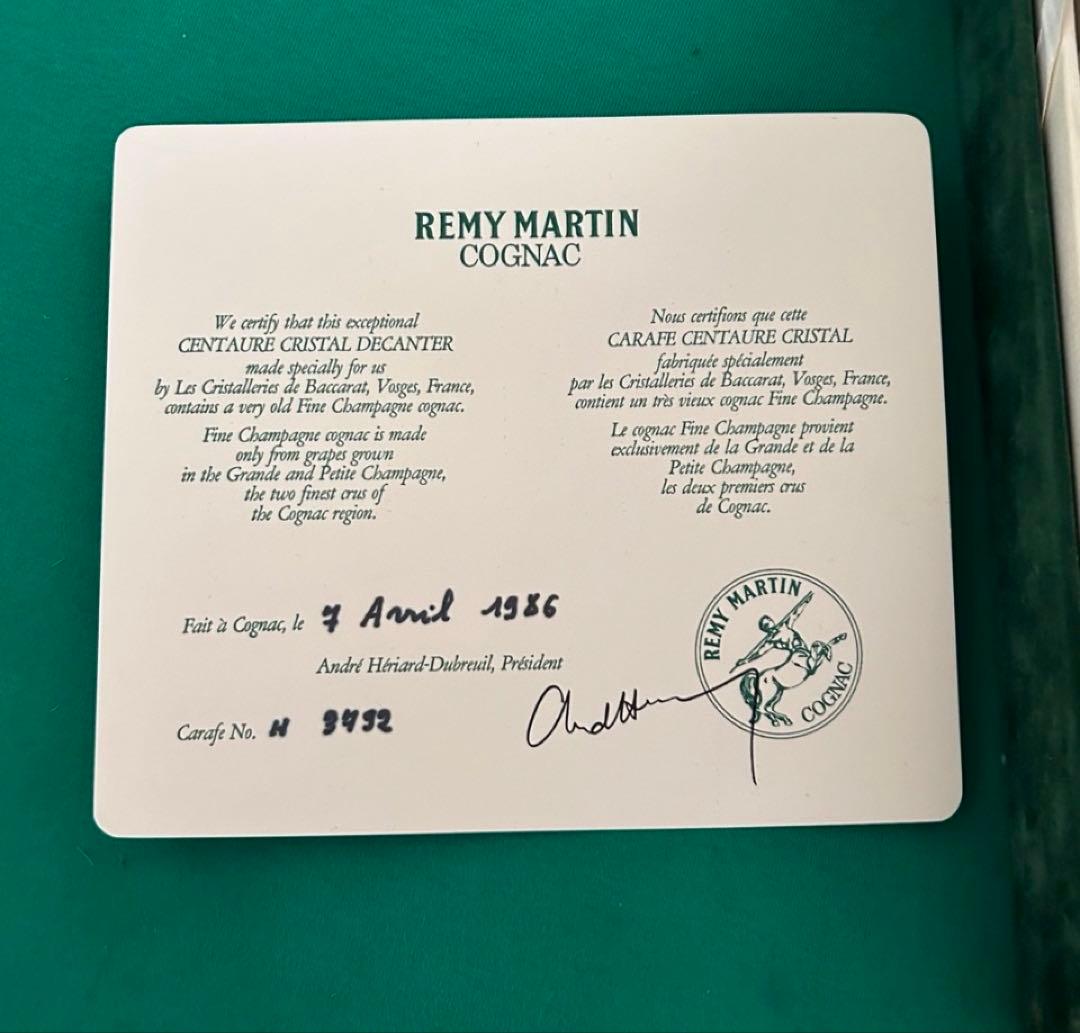 REMY MARTIN
COGNAC
We certify that this exceptional
CENTAURE CRISTAL DECANTER
made specially for us
by Les Cristalleries de Baccarat, Vosges, France,
contains a very old Fine Champagne cognac.
Fine Champagne cognac is made
only from grapes grown
in the Grande and Petite Champagne,
the two finest crus of
the Cognac region.
Nous certifions que cette
CARAFE CENTAURE CRISTAL
fabriquée spécialement
par les Cristalleries de Baccarat, Vosges, France,
contient un très vieux cognac Fine Champagne.
Le cognac Fine Champagne provient
exclusivement de la Grande et de la
Petite Champagne,
les deux premiers crus
de Cognac.
Fait à Cognac, le 7 Avril 1986
André Hériard-Dubreuil, Président
Carafe No. H
REMY MARTIN
COGNAC